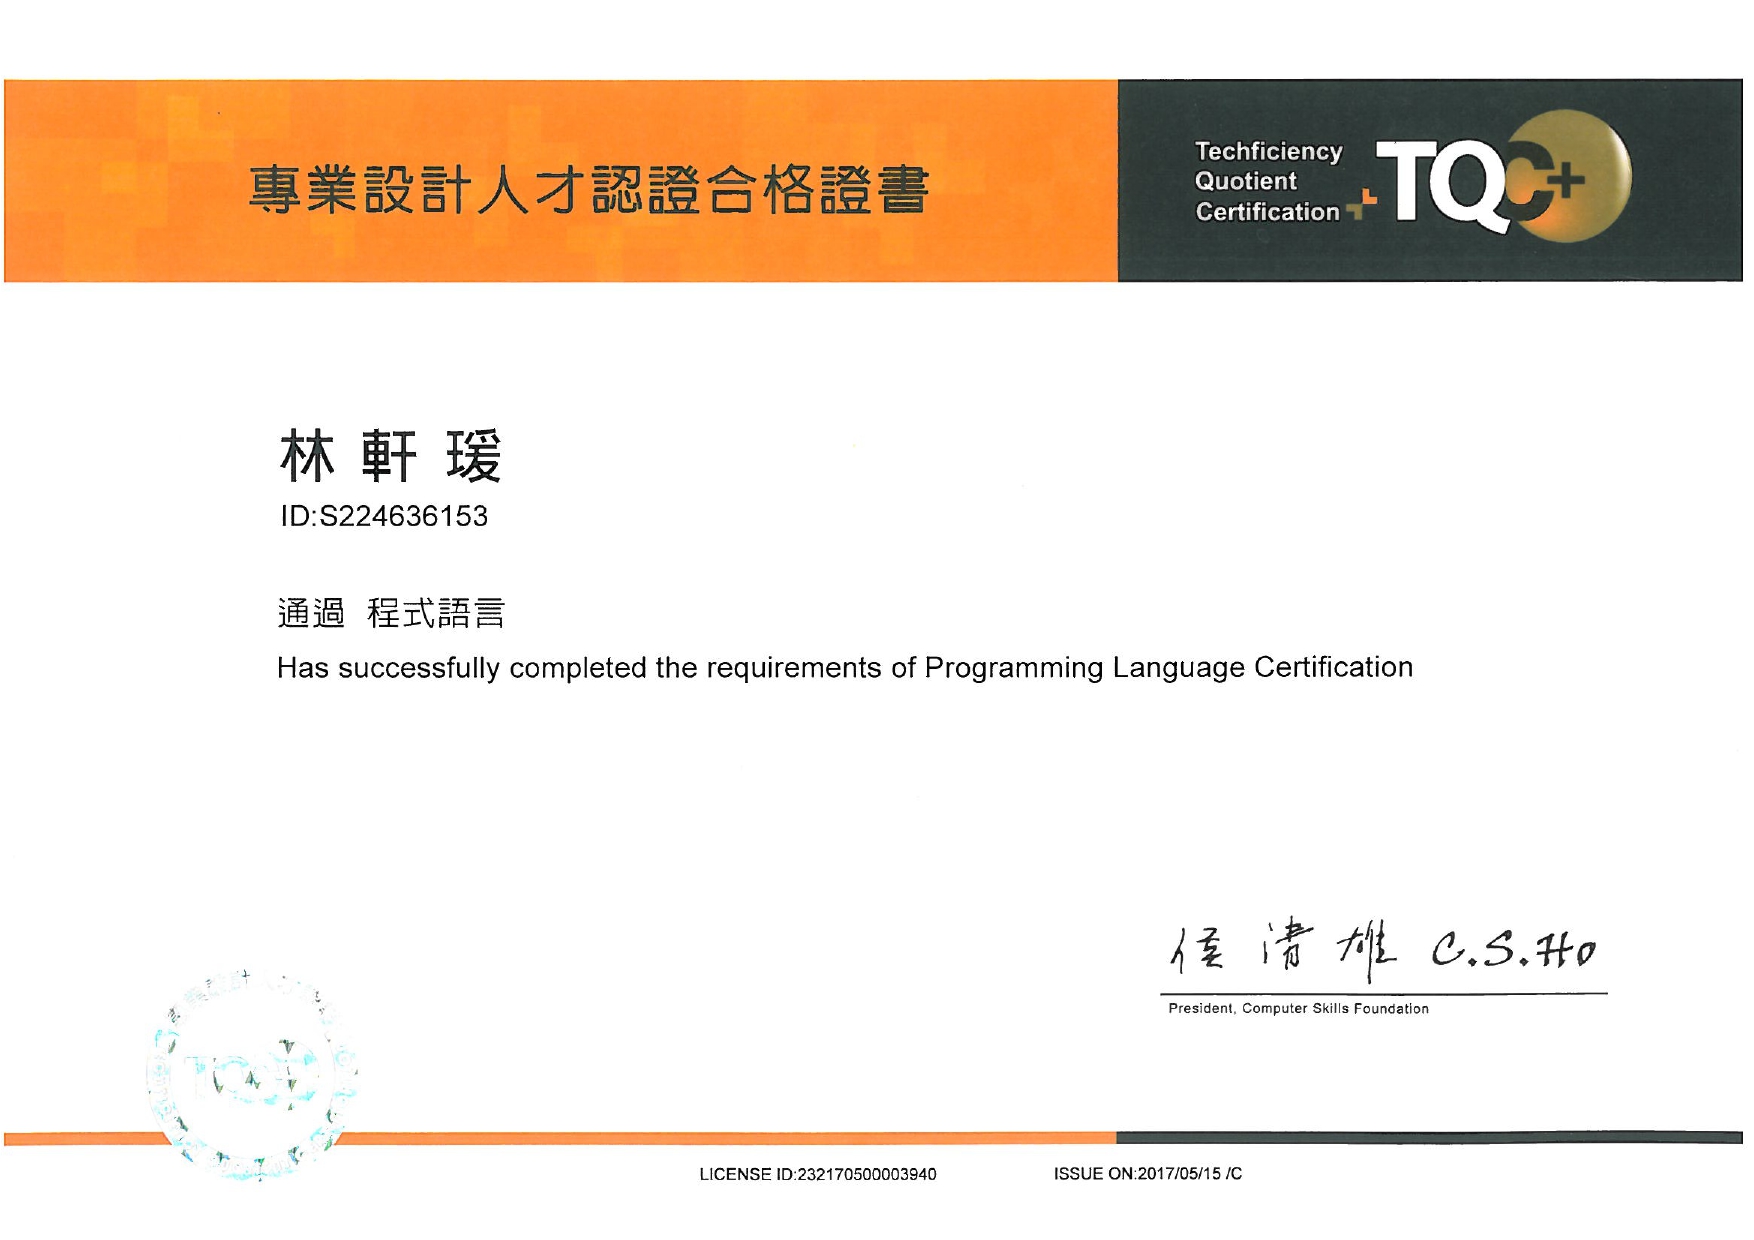 專業設計人才認證合格證書
Techficiency
Quotient
Certification
TQC+
林軒瑗
ID:S224636153
通過 程式語言
Has successfully completed the requirements of Programming Language Certification
侯清雄 C.S.Ho
President, Computer Skills Foundation
TQC+
LICENSE ID:232170500003940
ISSUE ON:2017/05/15 /C